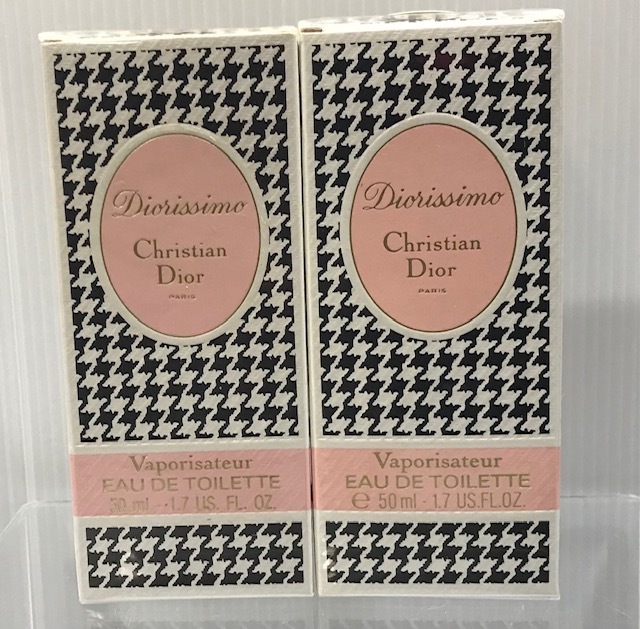 Diorissimo
Christian
Dior
PARIS
Vaporisateur
EAU DE TOILETTE
50 ml - 1.7 US. FL. OZ.
Diorissimo
Christian
Dior
PARIS
Vaporisateur
EAU DE TOILETTE
℮ 50 ml - 1.7 US.FL.OZ.